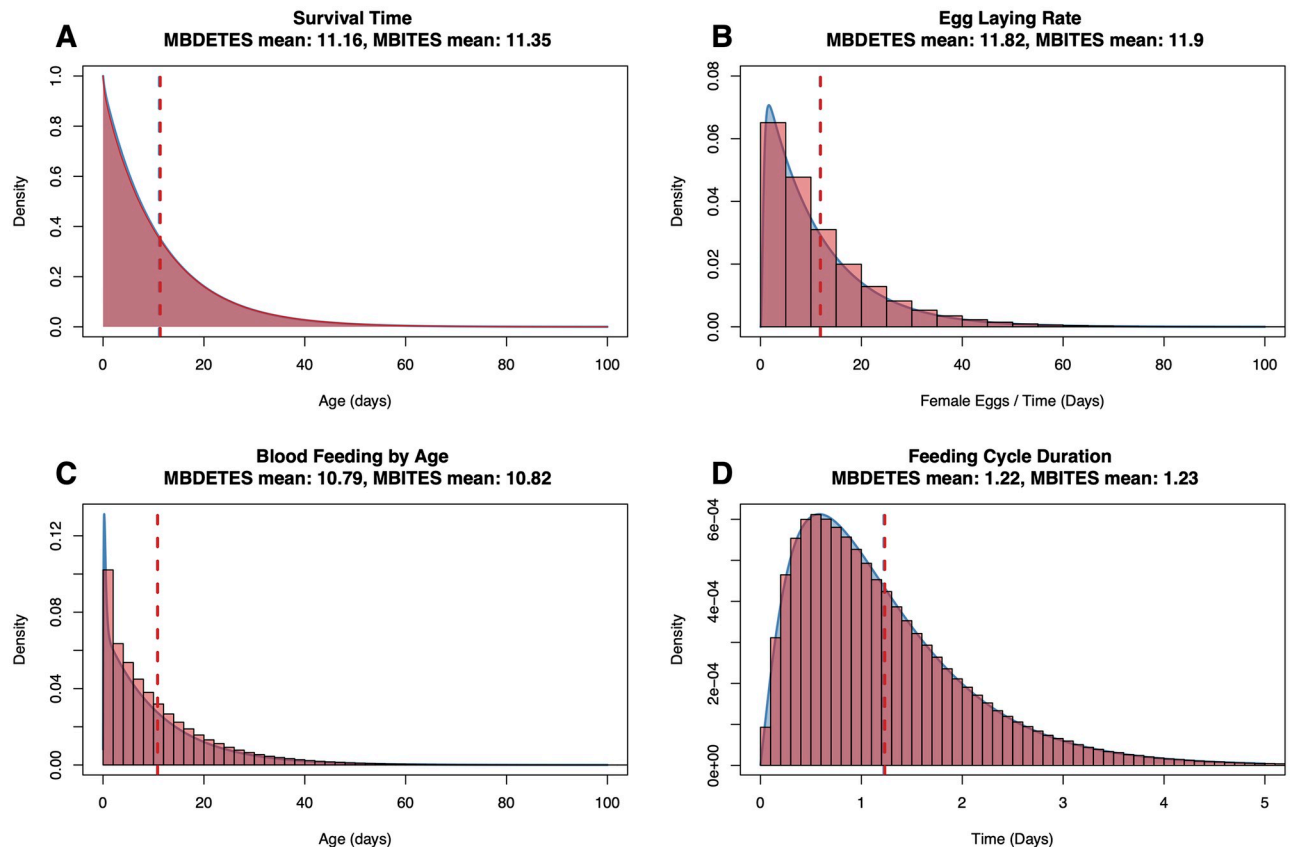 A
Survival Time
MBDETES mean: 11.16, MBITES mean: 11.35
Density
1.0
0.8
0.6
0.4
0.2
0.0
0 20 40 60 80 100
Age (days)
B
Egg Laying Rate
MBDETES mean: 11.82, MBITES mean: 11.9
Density
0.08
0.06
0.04
0.02
0.00
0 20 40 60 80 100
Female Eggs / Time (Days)
C
Blood Feeding by Age
MBDETES mean: 10.79, MBITES mean: 10.82
Density
0.12
0.08
0.04
0.00
0 20 40 60 80 100
Age (days)
D
Feeding Cycle Duration
MBDETES mean: 1.22, MBITES mean: 1.23
Density
6e−04
4e−04
2e−04
0e+00
0 1 2 3 4 5
Time (Days)